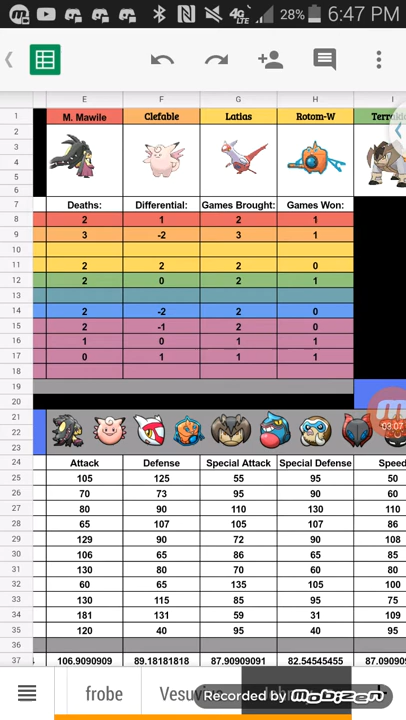 4G LTE 28% 6:47 PM
E F G H I
1 M. Mawile Clefable Latias Rotom-W
2
3
4
5
6
7 Deaths: Differential: Games Brought: Games Won:
8 2 1 2 1
9 3 -2 3 1
10
11 2 2 2 0
12 2 0 2 1
13
14 2 -2 2 0
15 2 -1 2 0
16 1 0 1 1
17 0 1 1 1
18
19
20
21
03:07
22
23
24 Attack Defense Special Attack Special Defense Speed
25 105 125 55 95 50
26 70 73 95 90 60
27 80 90 110 130 110
28 65 107 105 107 86
29 129 90 72 90 108
30 106 65 86 65 85
31 130 80 70 60 80
32 60 65 135 105 100
33 130 115 85 95 75
34 181 131 59 31 109
35 120 40 95 40 95
36
37 106.9090909 89.18181818 87.90909091 82.54545455 87.09090
frobe
Recorded by Mobizen